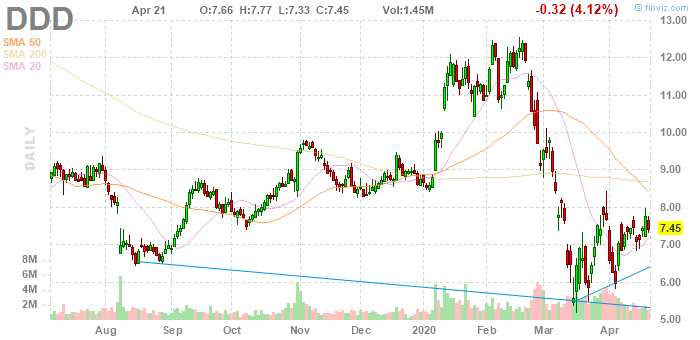 DDD
Apr 21 O:7.66 H:7.77 L:7.33 C:7.45 Vol:1.45M -0.32 (4.12%)
© finviz.com
SMA 50
SMA 200
SMA 20
DAILY
13.00
12.00
11.00
10.00
9.00
8.00
7.45
7.00
6.00
5.00
8M
6M
4M
2M
Aug Sep Oct Nov Dec 2020 Feb Mar Apr